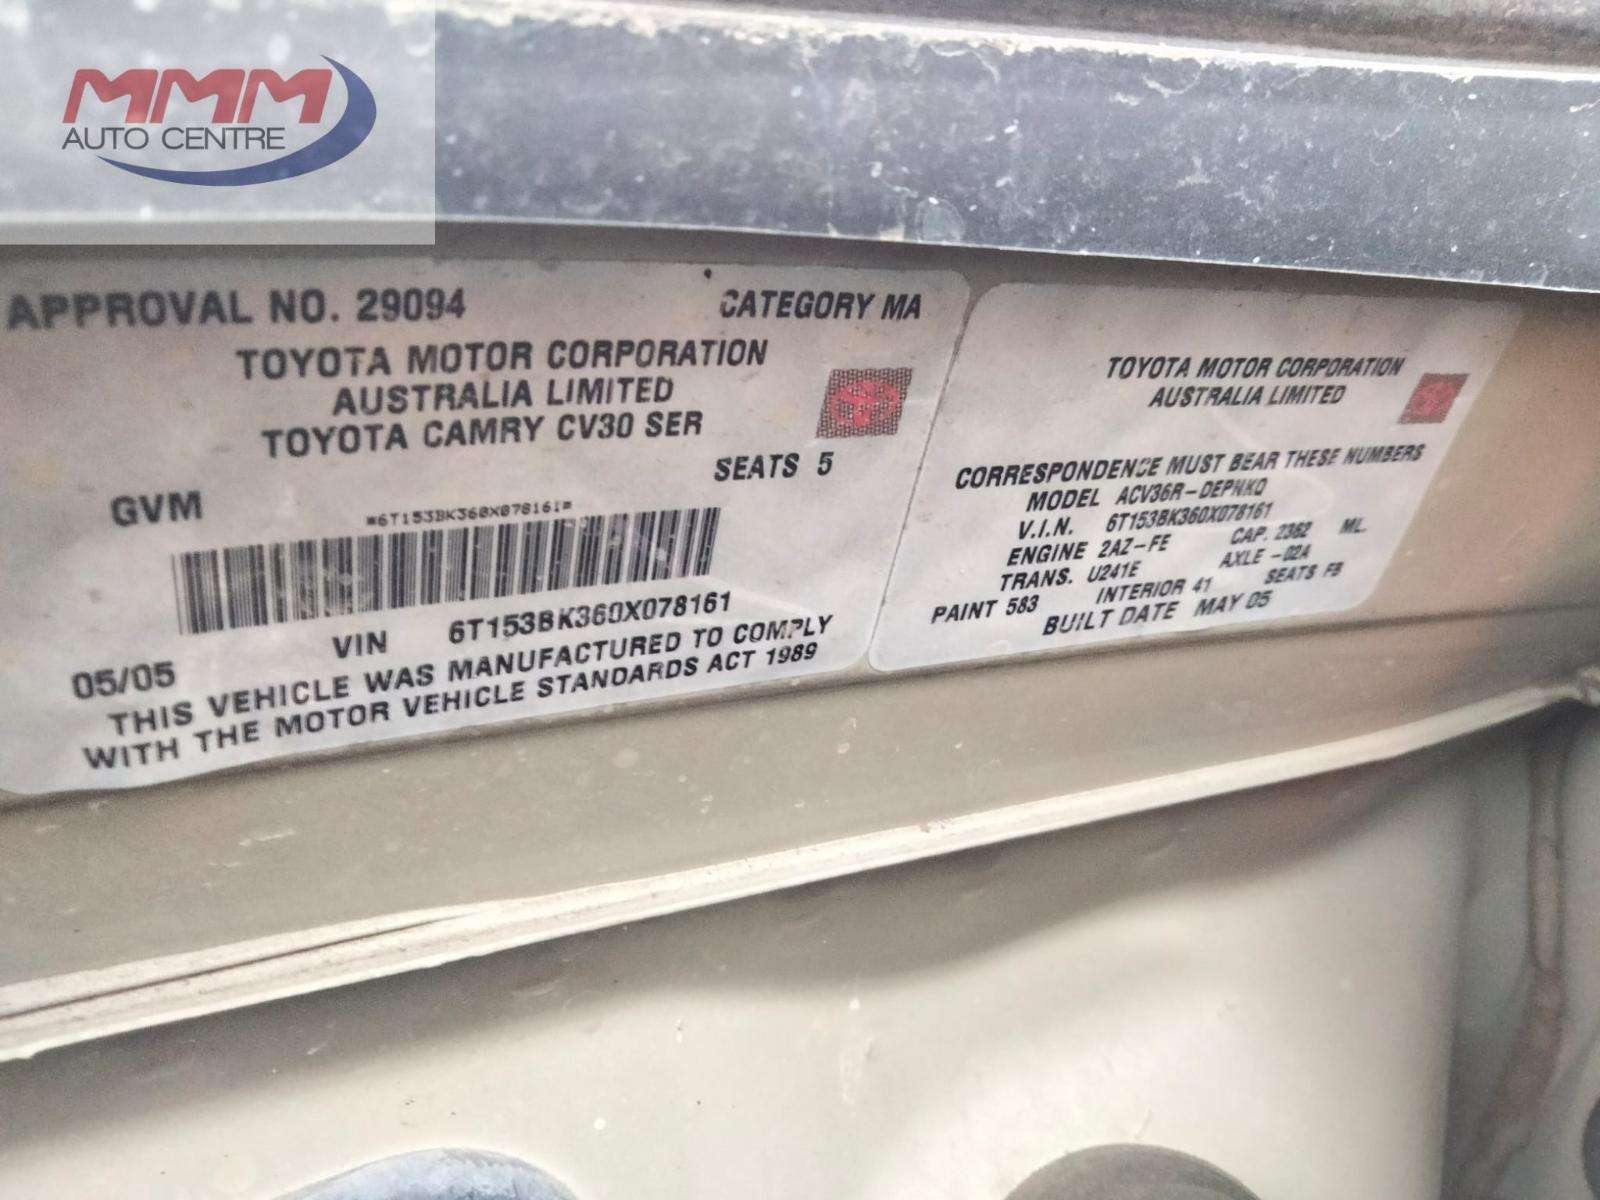 MMM
AUTO CENTRE
APPROVAL NO. 29094 CATEGORY MA
TOYOTA MOTOR CORPORATION
AUSTRALIA LIMITED
TOYOTA CAMRY CV30 SER
SEATS 5
GVM
*6T153BK360X078161*
VIN 6T153BK360X078161
05/05
THIS VEHICLE WAS MANUFACTURED TO COMPLY
WITH THE MOTOR VEHICLE STANDARDS ACT 1989
TOYOTA MOTOR CORPORATION
AUSTRALIA LIMITED
CORRESPONDENCE MUST BEAR THESE NUMBERS
MODEL ACV36R-DEPNKQ
V.I.N. 6T153BK360X078161
ENGINE 2AZ-FE CAP. 2362 ML.
TRANS. U241E AXLE -02A
PAINT 583 INTERIOR 41 SEATS FB
BUILT DATE MAY 05